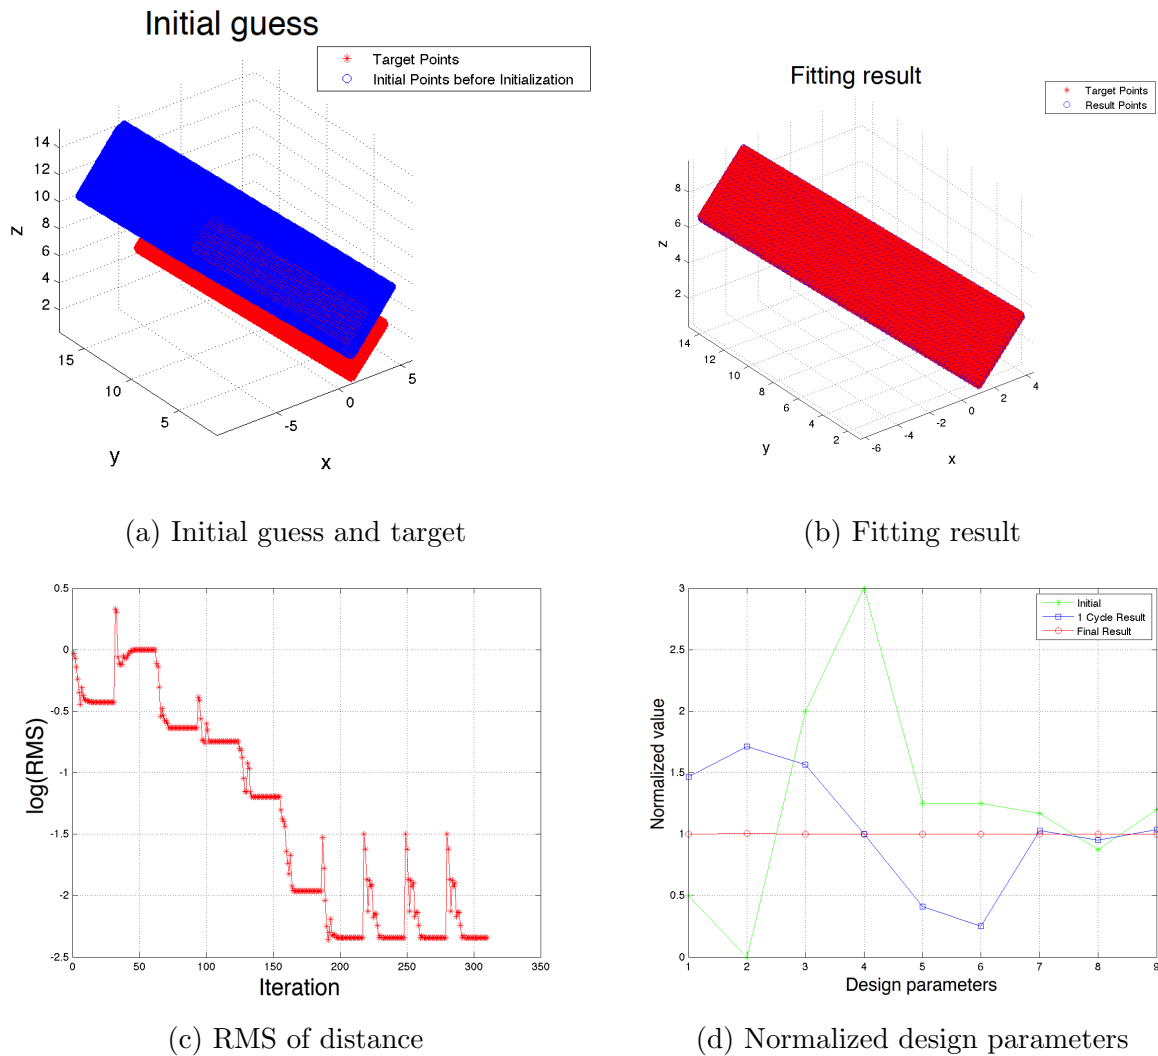 Initial guess
Target Points
Initial Points before Initialization
14
12
10
8
6
4
2
z
15
10
5
y
-5
0
5
x
Fitting result
Target Points
Result Points
8
6
4
2
z
14
12
10
8
6
4
2
y
-6
-4
-2
0
2
4
x
(a) Initial guess and target
(b) Fitting result
0.5
0
-0.5
-1
-1.5
-2
-2.5
log(RMS)
0 50 100 150 200 250 300 350
Iteration
3
2.5
2
1.5
1
0.5
0
Normalized value
Initial
1 Cycle Result
Final Result
1 2 3 4 5 6 7 8 9
Design parameters
(c) RMS of distance
(d) Normalized design parameters